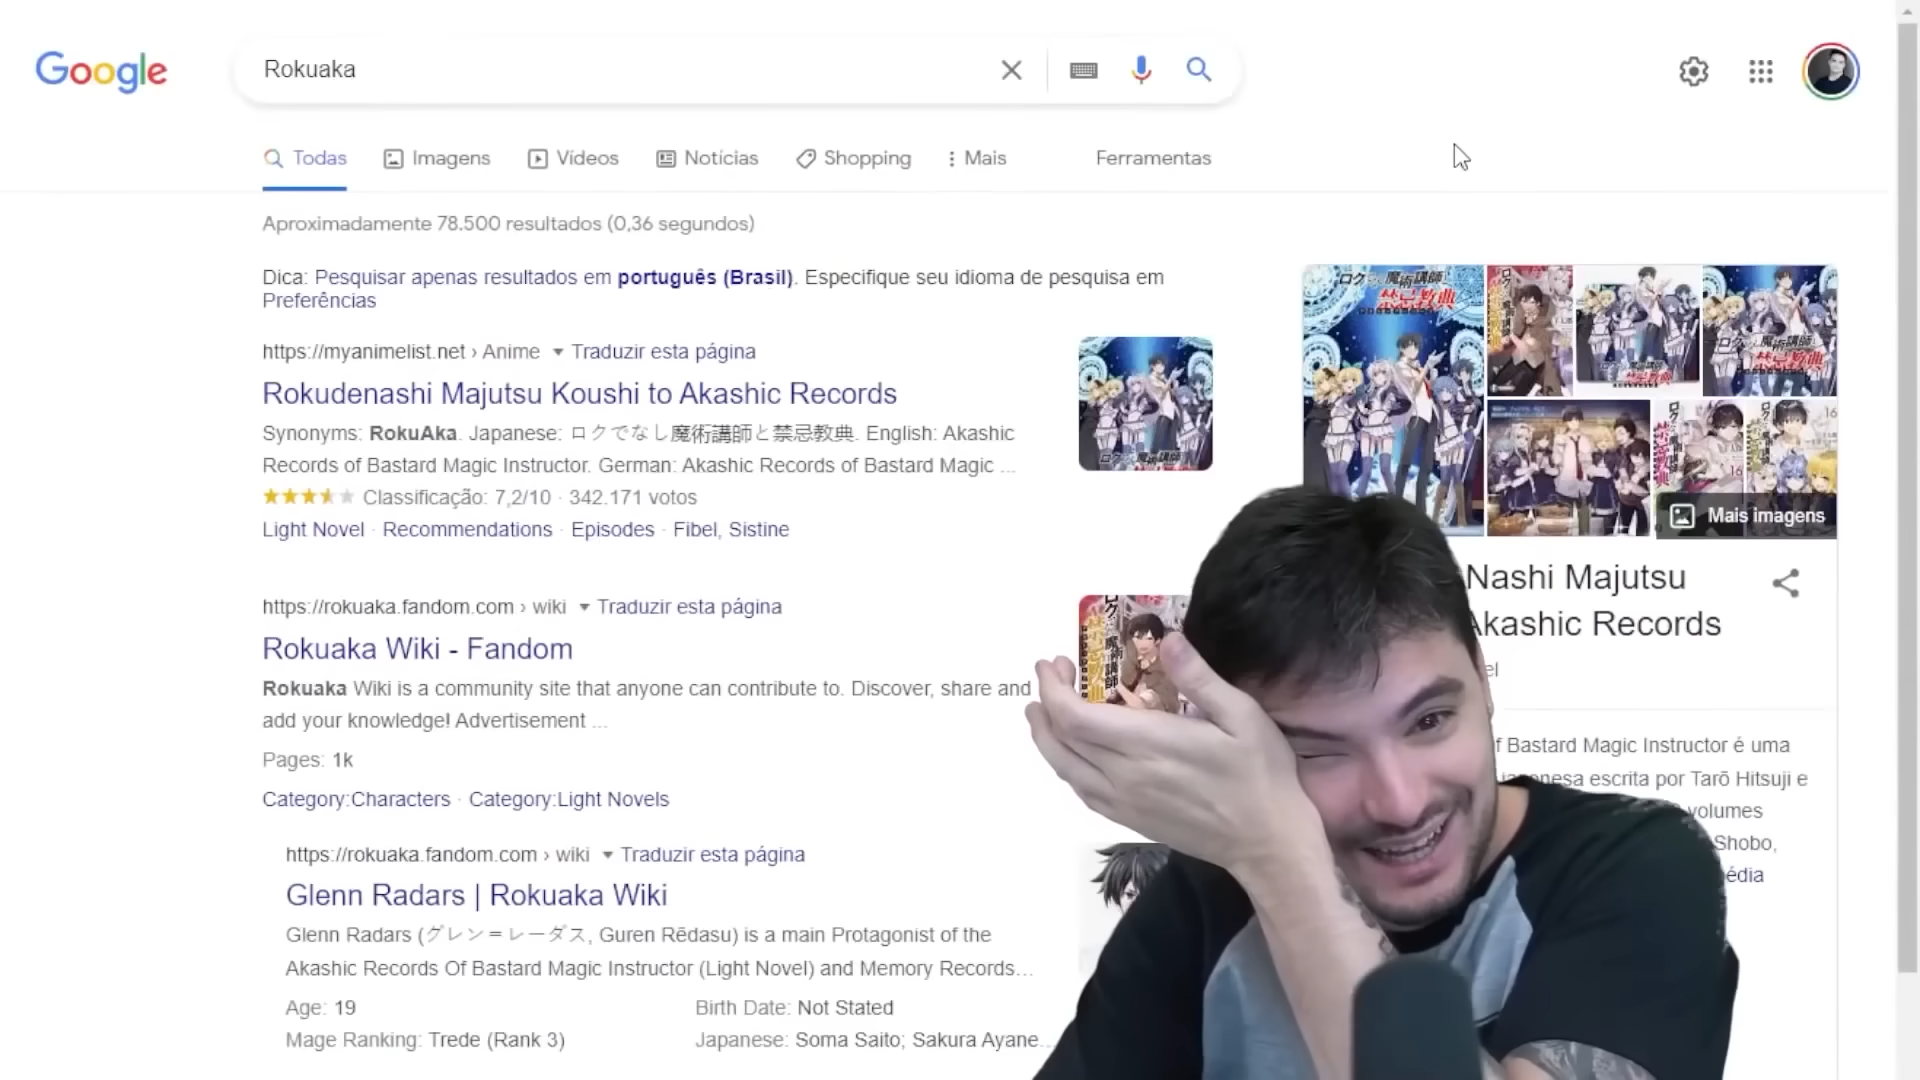 Google
Rokuaka
Todas
Imagens
Vídeos
Notícias
Shopping
Mais
Ferramentas
Aproximadamente 78.500 resultados (0,36 segundos)
Dica: Pesquisar apenas resultados em português (Brasil). Especifique seu idioma de pesquisa em
Preferências
https://myanimelist.net › Anime Traduzir esta página
Rokudenashi Majutsu Koushi to Akashic Records
Synonyms: RokuAka. Japanese: ロクでなし魔術講師と禁忌教典. English: Akashic
Records of Bastard Magic Instructor. German: Akashic Records of Bastard Magic ...
Classificação: 7,2/10 · 342.171 votos
Light Novel · Recommendations · Episodes · Fibel, Sistine
https://rokuaka.fandom.com › wiki Traduzir esta página
Rokuaka Wiki - Fandom
Rokuaka Wiki is a community site that anyone can contribute to. Discover, share and
add your knowledge! Advertisement ...
Pages: 1k
Category:Characters · Category:Light Novels
https://rokuaka.fandom.com › wiki Traduzir esta página
Glenn Radars | Rokuaka Wiki
Glenn Radars (グレン＝レーダス, Guren Rēdasu) is a main Protagonist of the
Akashic Records Of Bastard Magic Instructor (Light Novel) and Memory Records...
Age: 19
Birth Date: Not Stated
Mage Ranking: Trede (Rank 3)
Japanese: Soma Saito; Sakura Ayane...
Mais imagens
Nashi Majutsu
Akashic Records
el
f Bastard Magic Instructor é uma
japonesa escrita por Tarō Hitsuji e
volumes
Shobo,
édia